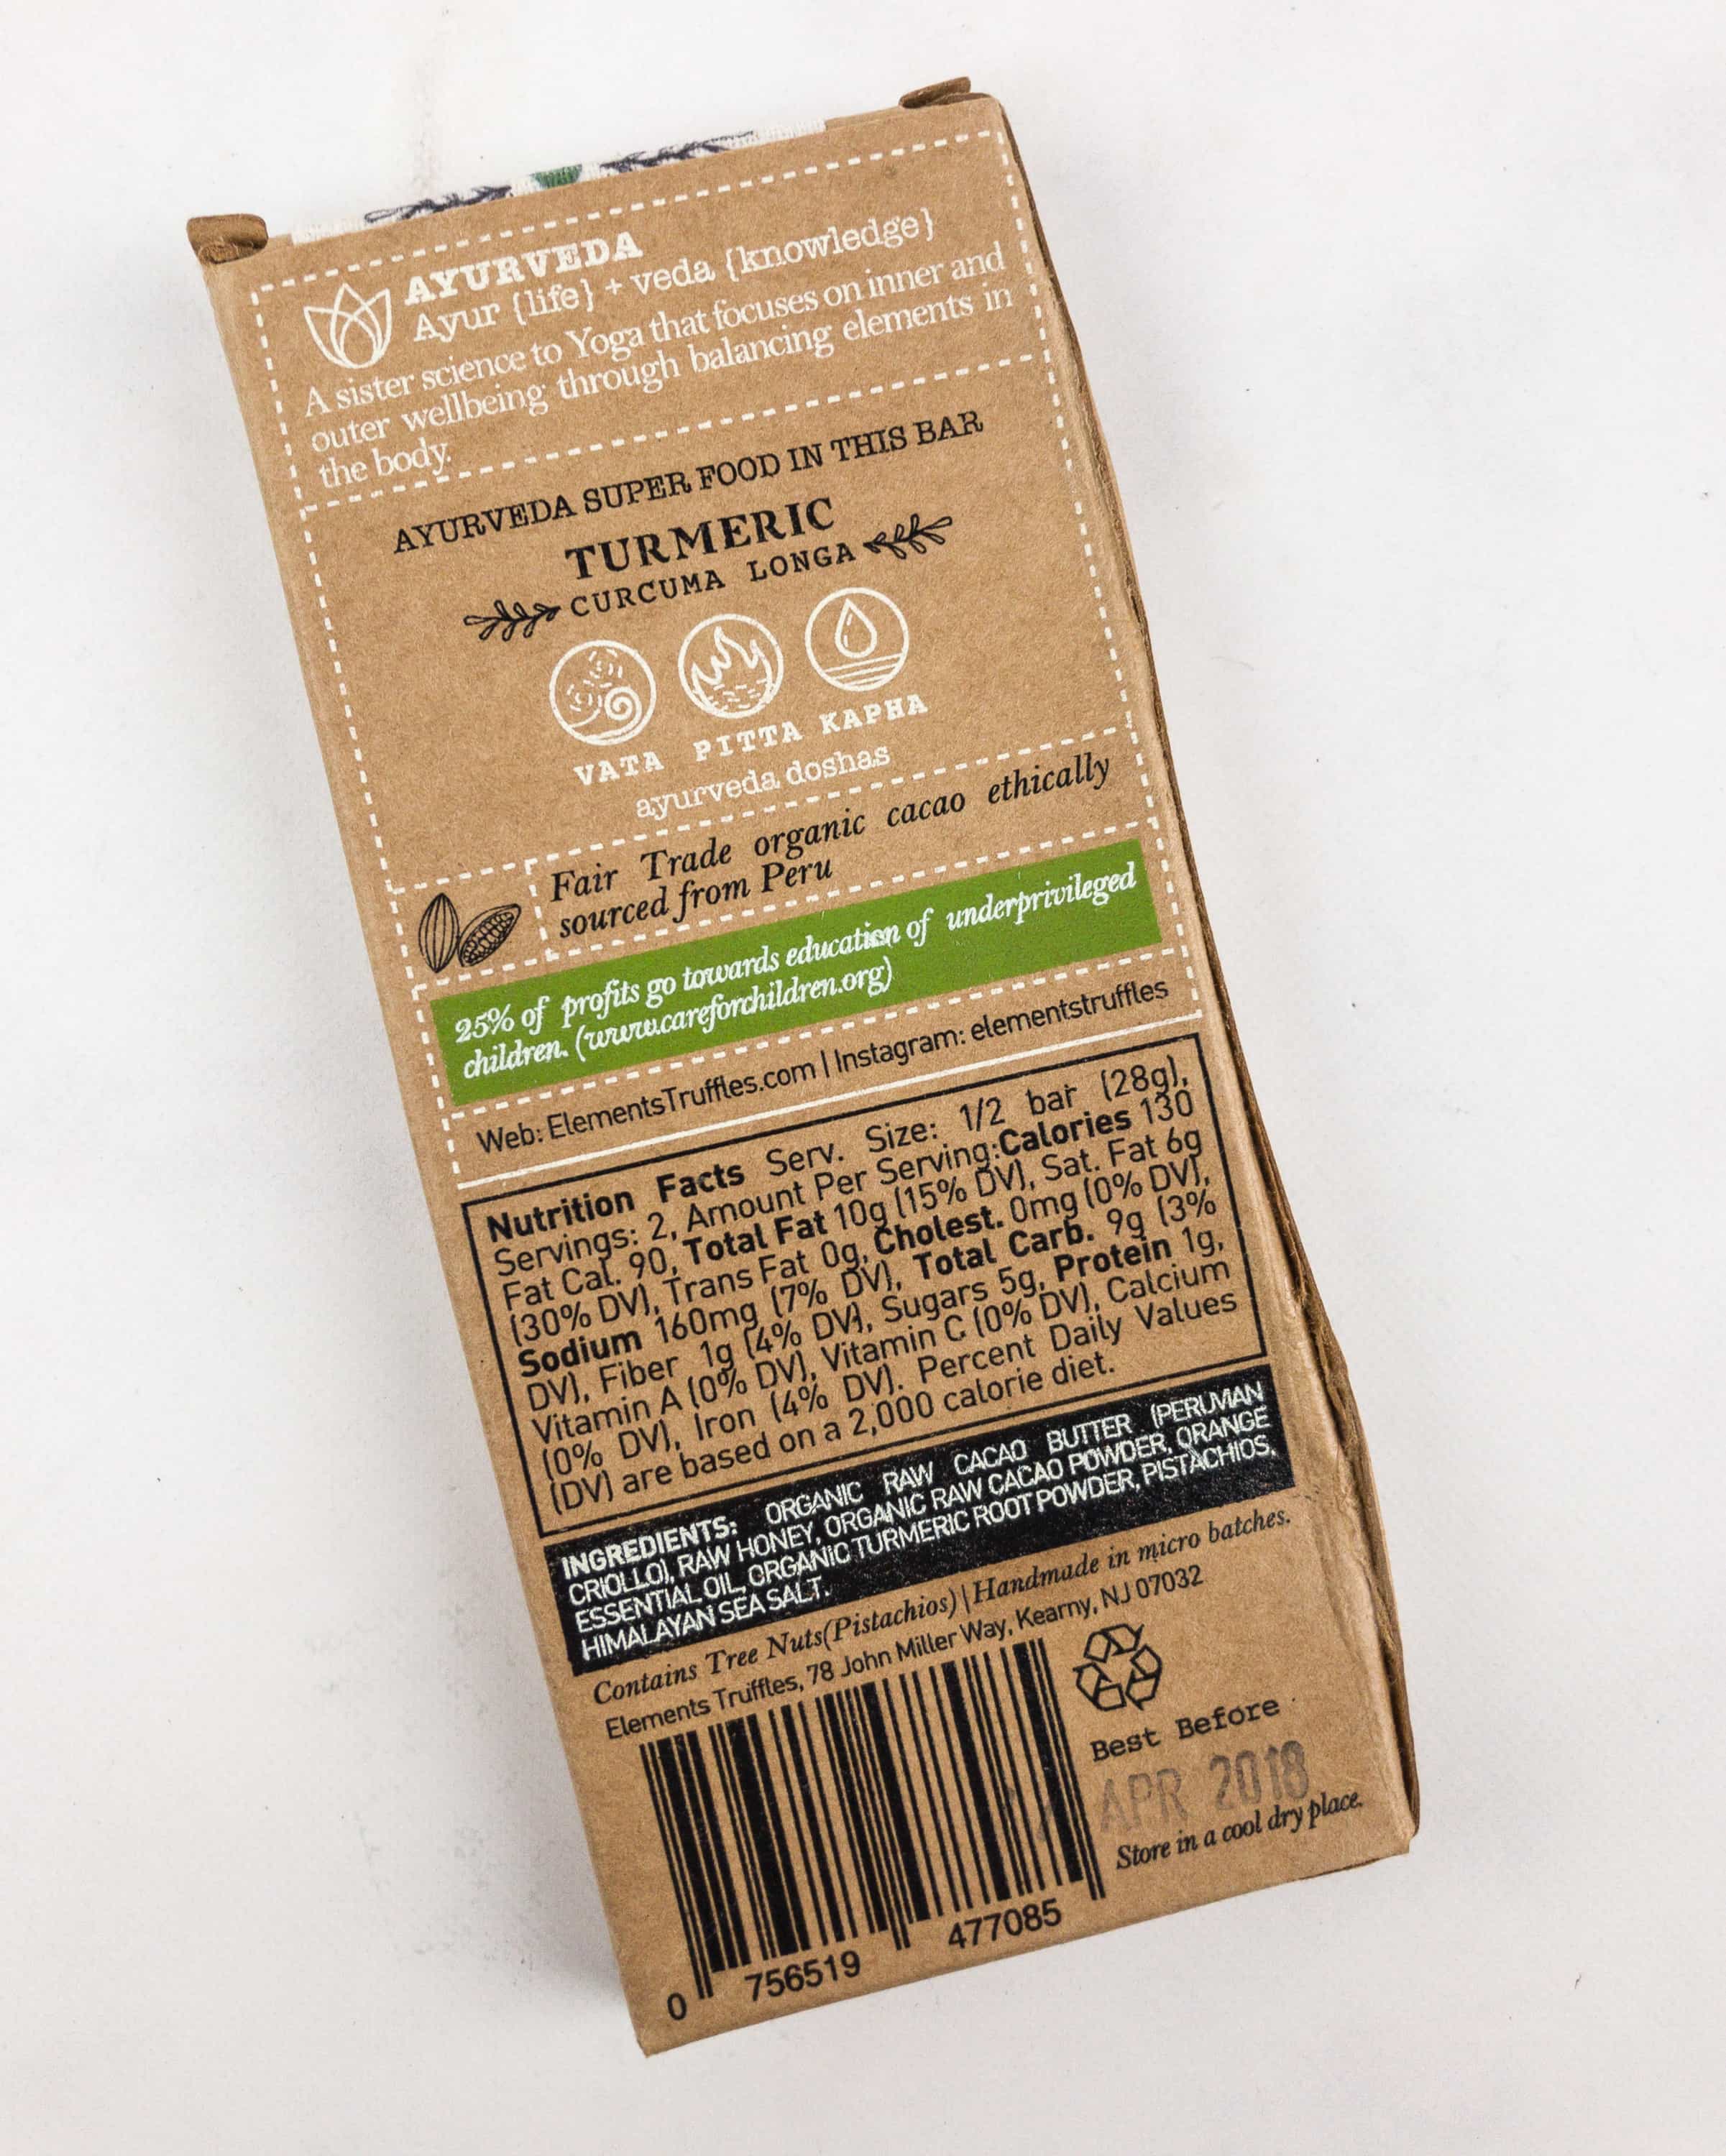 AYURVEDA
Ayur {life} + veda {knowledge}
A sister science to Yoga that focuses on inner and
outer wellbeing through balancing elements in
the body.
AYURVEDA SUPER FOOD IN THIS BAR
TURMERIC
CURCUMA LONGA
VATA PITTA KAPHA
ayurveda doshas
Fair Trade organic cacao ethically
sourced from Peru
25% of profits go towards education of underprivileged
children. (www.careforchildren.org)
Web: ElementsTruffles.com | Instagram: elementstruffles
Nutrition Facts Serv. Size: 1/2 bar (28g),
Servings: 2, Amount Per Serving:Calories 130
Fat Cal. 90, Total Fat 10g (15% DV), Sat. Fat 6g
(30% DV), Trans Fat 0g, Cholest. 0mg (0% DV),
Sodium 160mg (7% DV), Total Carb. 9g (3%
DV), Fiber 1g (4% DV), Sugars 5g, Protein 1g,
Vitamin A (0% DV), Vitamin C (0% DV), Calcium
(0% DV), Iron (4% DV). Percent Daily Values
(DV) are based on a 2,000 calorie diet.
INGREDIENTS: ORGANIC RAW CACAO BUTTER (PERUVIAN
CRIOLLO), RAW HONEY, ORGANIC RAW CACAO POWDER, ORANGE
ESSENTIAL OIL, ORGANIC TURMERIC ROOT POWDER, PISTACHIOS,
HIMALAYAN SEA SALT.
Contains Tree Nuts(Pistachios) | Handmade in micro batches.
Elements Truffles, 78 John Miller Way, Kearny, NJ 07032
Best Before
APR 2018
Store in a cool dry place.
0 756519 477085